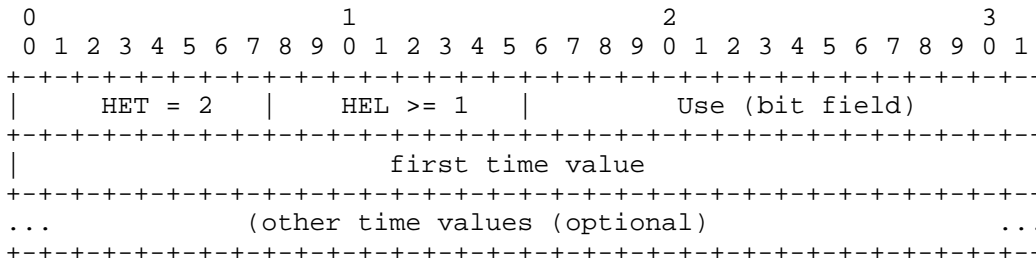 0                   1                   2                   3
 0 1 2 3 4 5 6 7 8 9 0 1 2 3 4 5 6 7 8 9 0 1 2 3 4 5 6 7 8 9 0 1
+-+-+-+-+-+-+-+-+-+-+-+-+-+-+-+-+-+-+-+-+-+-+-+-+-+-+-+-+-+-+-+--
|     HET = 2   |    HEL >= 1   |         Use (bit field)
+-+-+-+-+-+-+-+-+-+-+-+-+-+-+-+-+-+-+-+-+-+-+-+-+-+-+-+-+-+-+-+--
|                       first time value
+-+-+-+-+-+-+-+-+-+-+-+-+-+-+-+-+-+-+-+-+-+-+-+-+-+-+-+-+-+-+-+--
...            (other time values (optional)                  ...
+-+-+-+-+-+-+-+-+-+-+-+-+-+-+-+-+-+-+-+-+-+-+-+-+-+-+-+-+-+-+-+--